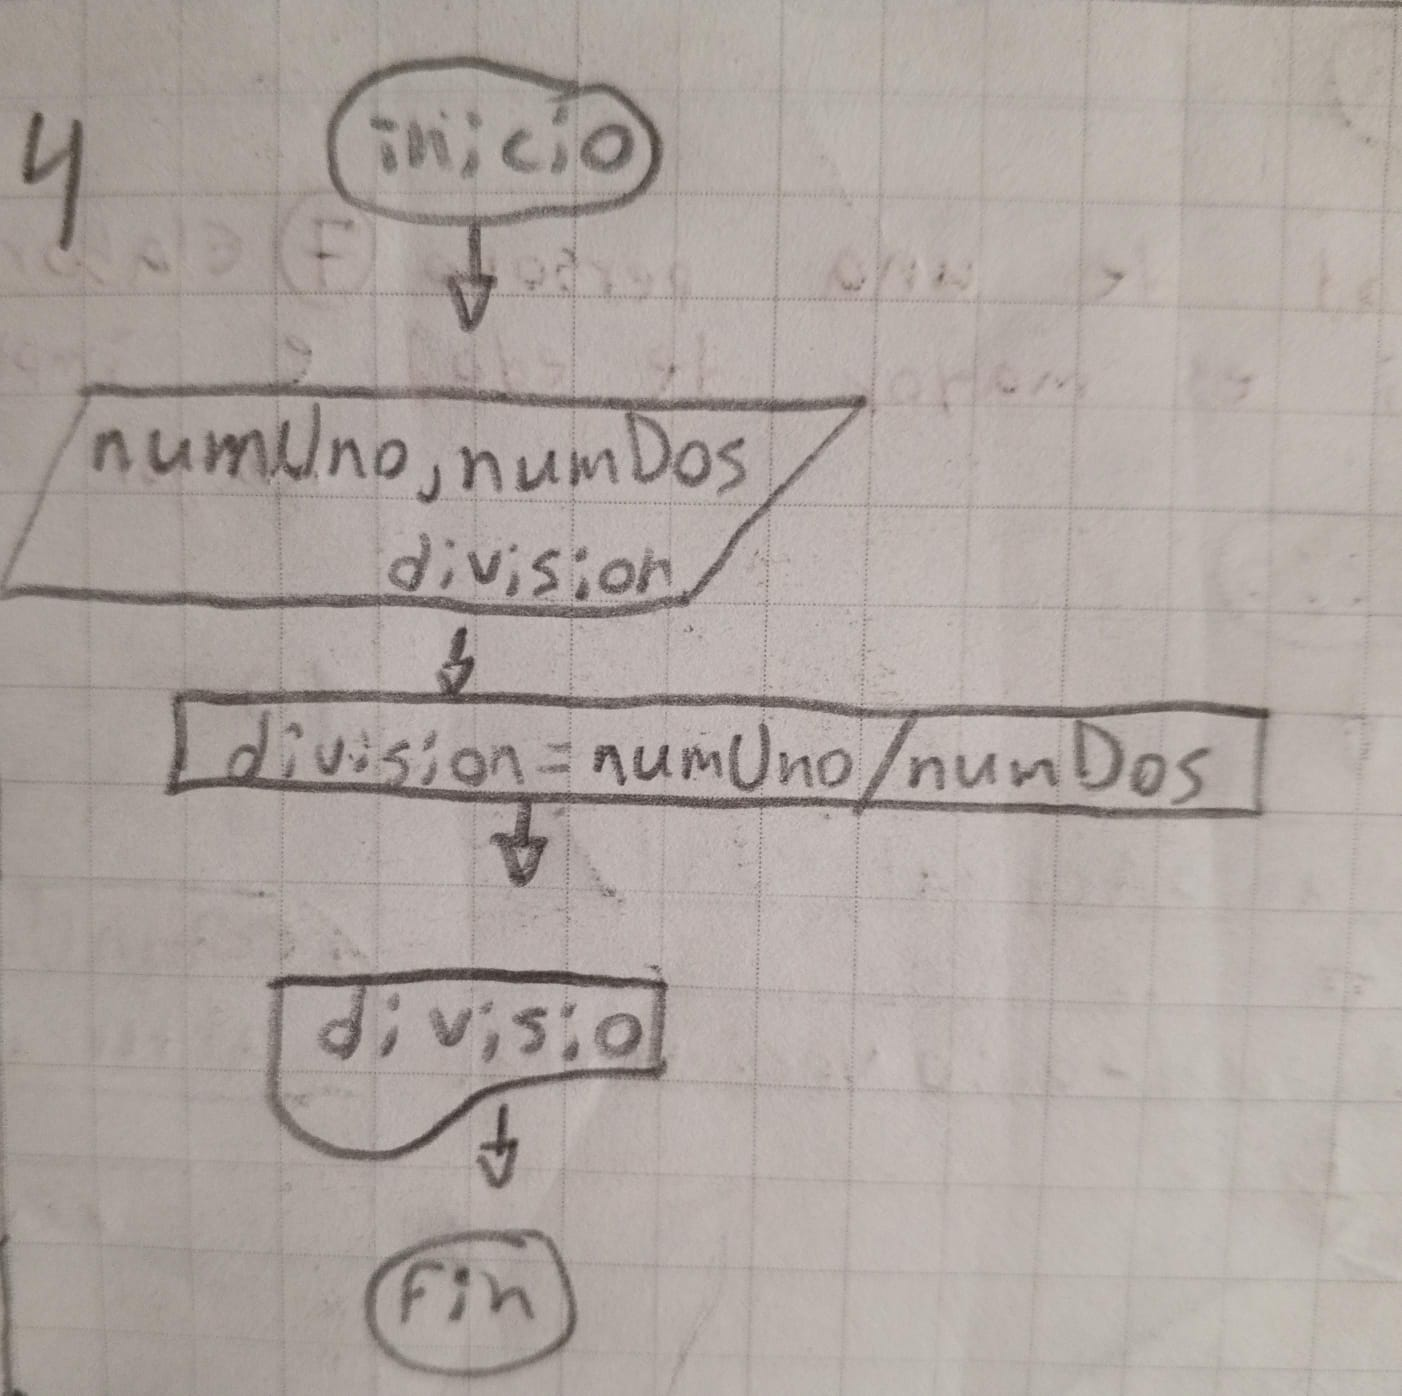 4
inicio
numUno, numDos
division
division = numUno/numDos
divisio
Fin